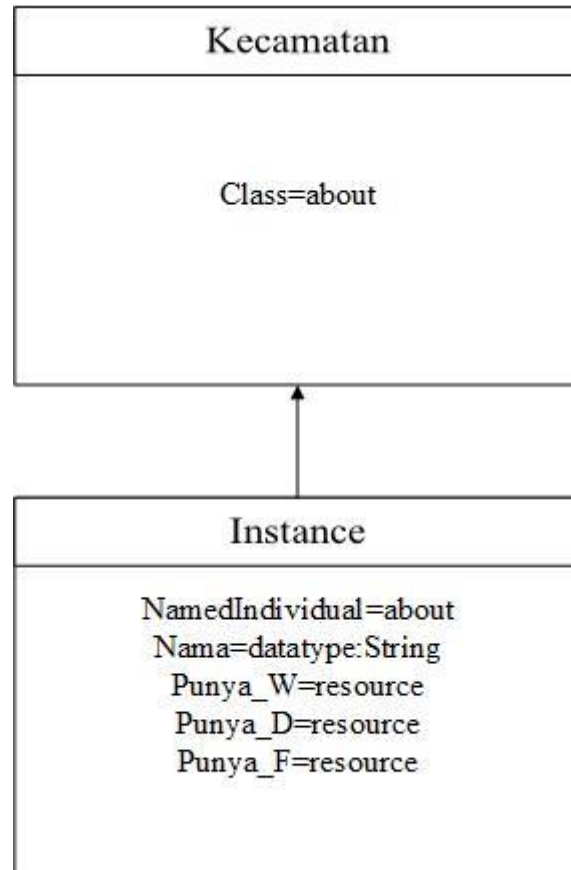 Kecamatan
Class=about
Instance
NamedIndividual=about
Nama=datatype:String
Punya_W=resource
Punya_D=resource
Punya_F=resource